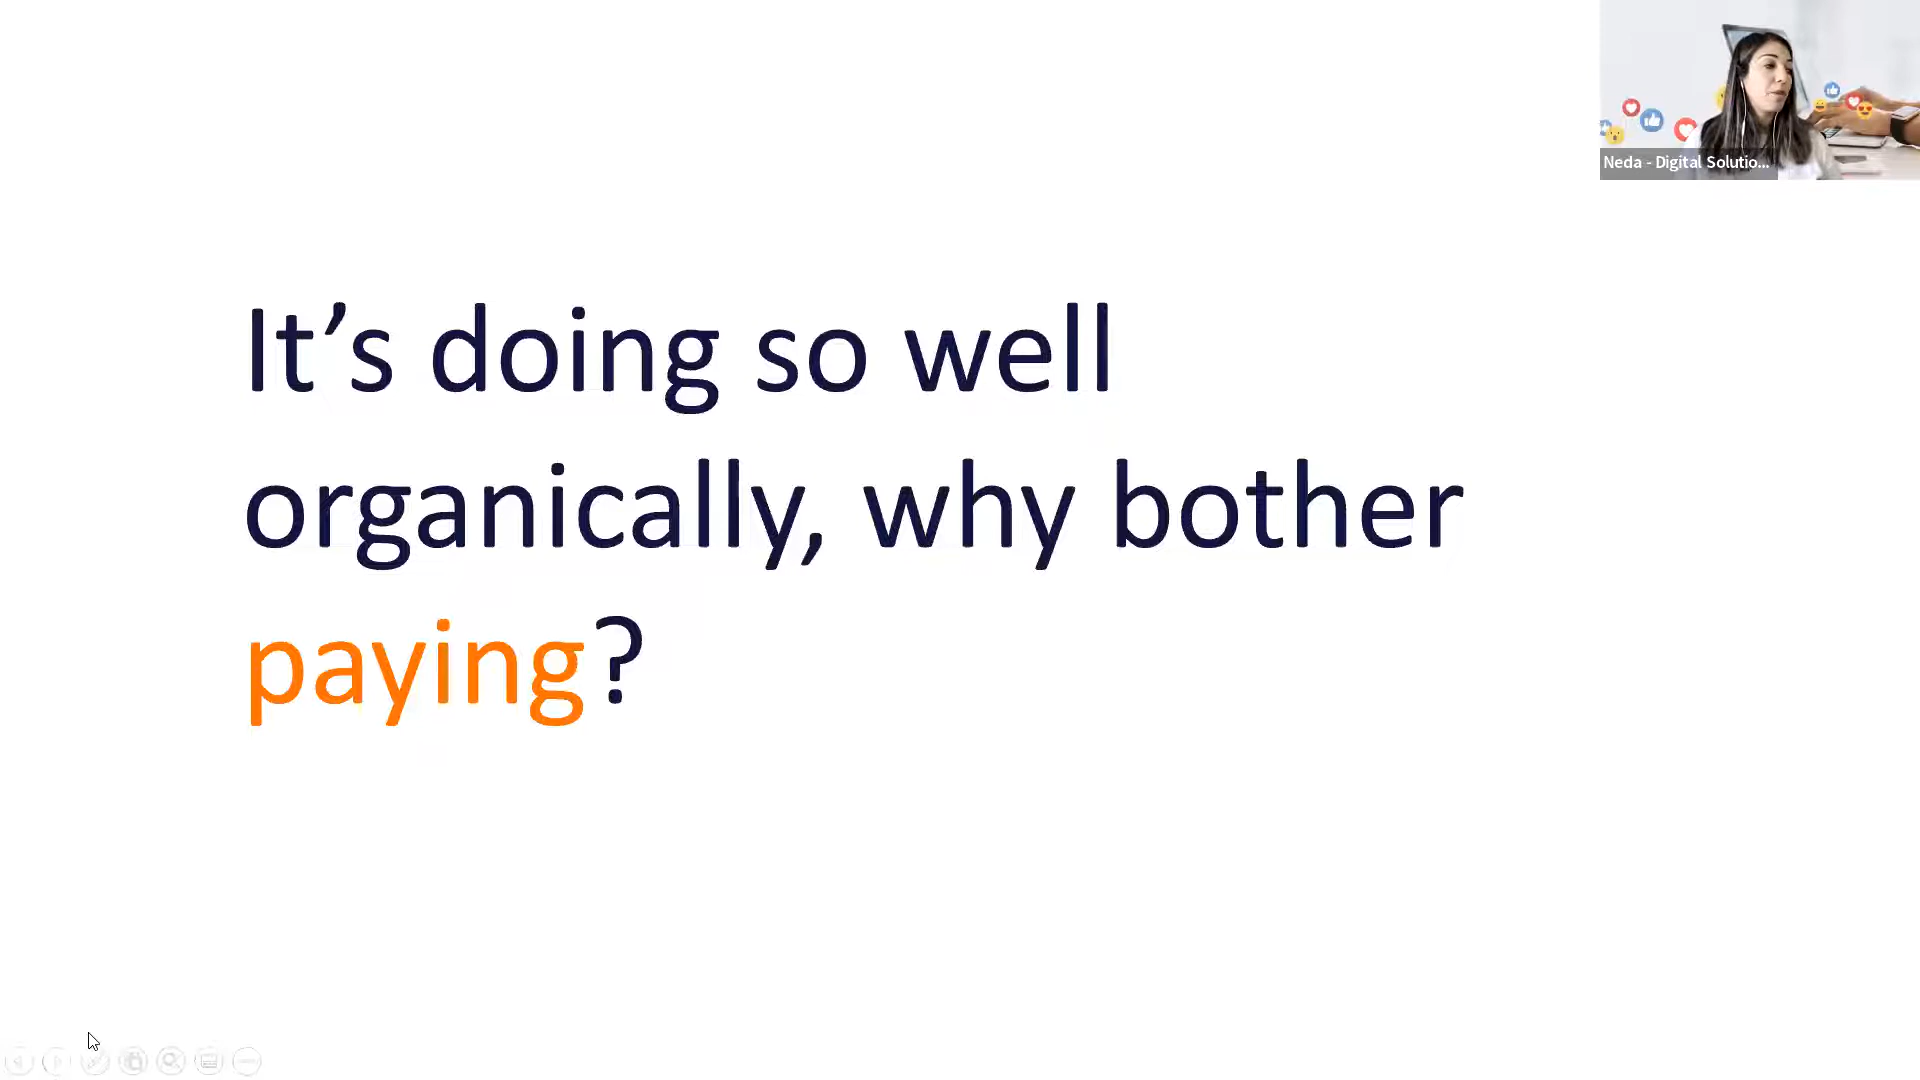 Neda - Digital Solutio...
It’s doing so well
organically, why bother
paying?